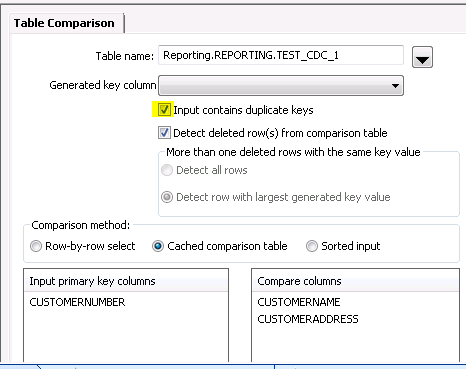 Table Comparison
Table name: Reporting.REPORTING.TEST_CDC_1
Generated key column
Input contains duplicate keys
Detect deleted row(s) from comparison table
More than one deleted rows with the same key value
Detect all rows
Detect row with largest generated key value
Comparison method:
Row-by-row select Cached comparison table Sorted input
Input primary key columns Compare columns
CUSTOMERNUMBER CUSTOMERNAME
CUSTOMERADDRESS